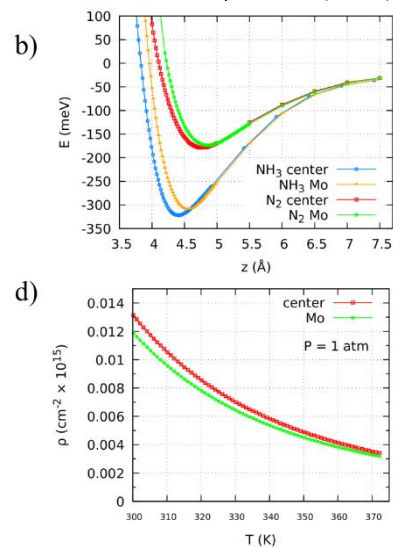 b)
100
50
0
-50
-100
-150
-200
-250
-300
-350
E (meV)
NH₃ center
NH₃ Mo
N₂ center
N₂ Mo
3.5 4 4.5 5 5.5 6 6.5 7 7.5
z (Å)
d)
0.014
0.012
0.01
0.008
0.006
0.004
0.002
0
ρ (cm⁻² × 10¹⁵)
center
Mo
P = 1 atm
300 310 320 330 340 350 360 370
T (K)